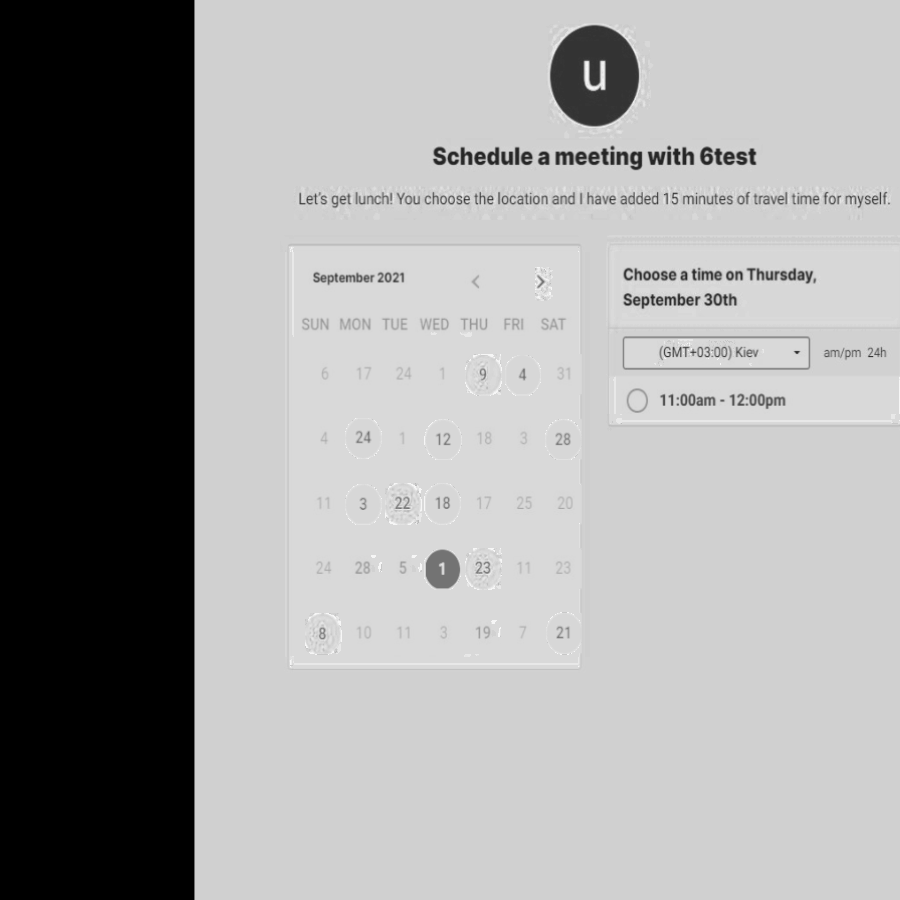 u
Schedule a meeting with 6test
Let's get lunch! You choose the location and I have added 15 minutes of travel time for myself.
September 2021
SUN MON TUE WED THU FRI SAT
6 17 24 1 9 4 31
4 24 1 12 18 3 28
11 3 22 18 17 25 20
24 28 5 1 23 11 23
8 10 11 3 19 7 21
Choose a time on Thursday,
September 30th
(GMT+03:00) Kiev am/pm 24h
11:00am - 12:00pm